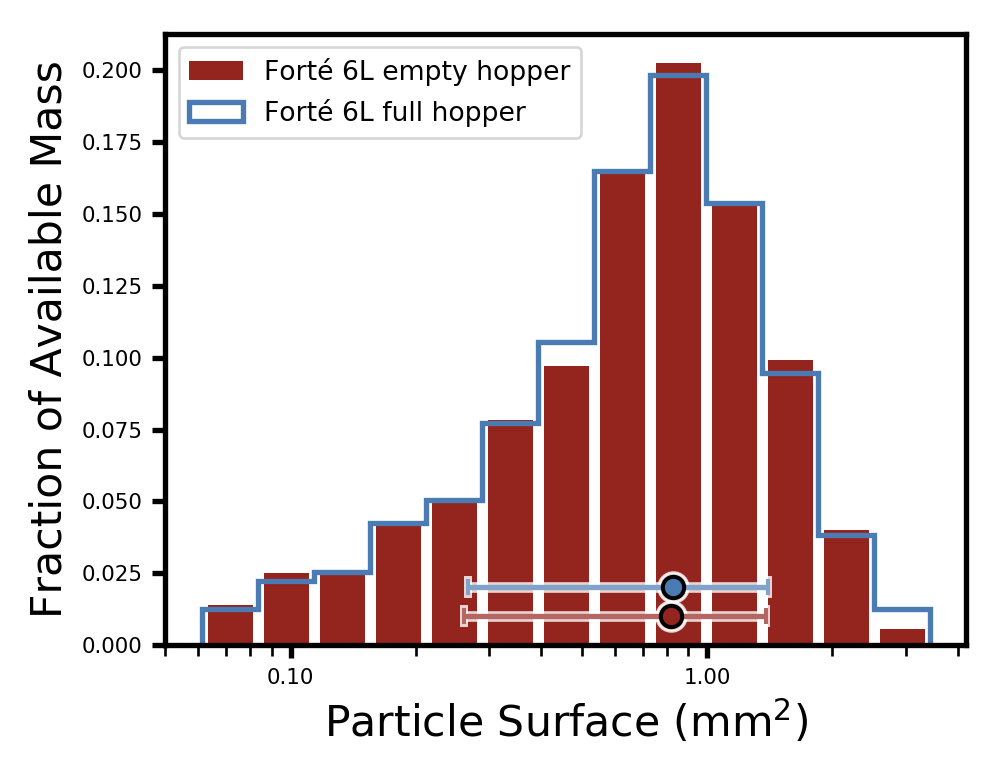 Forté 6L empty hopper
Forté 6L full hopper
Fraction of Available Mass
0.200
0.175
0.150
0.125
0.100
0.075
0.050
0.025
0.000
0.10
1.00
Particle Surface (mm²)